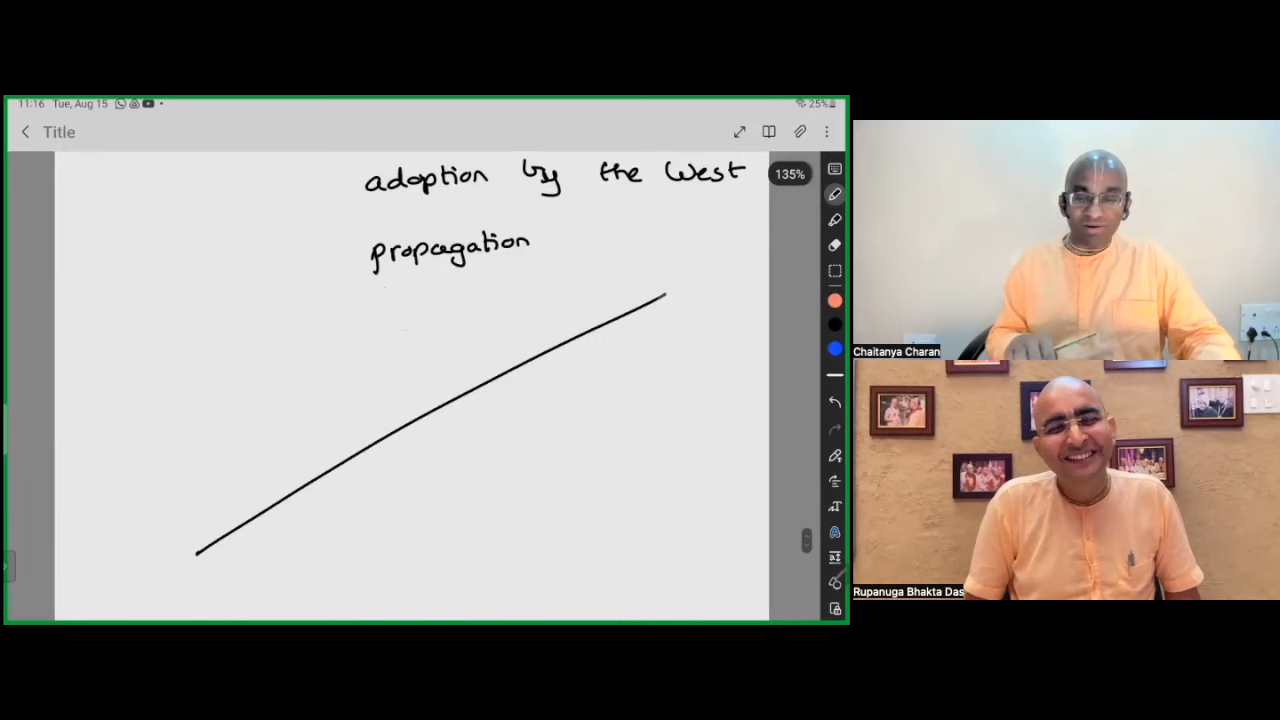 11:16 Tue, Aug 15
25%
Title
135%
adoption by the West
propagation
Chaitanya Charan
Rupanuga Bhakta Das